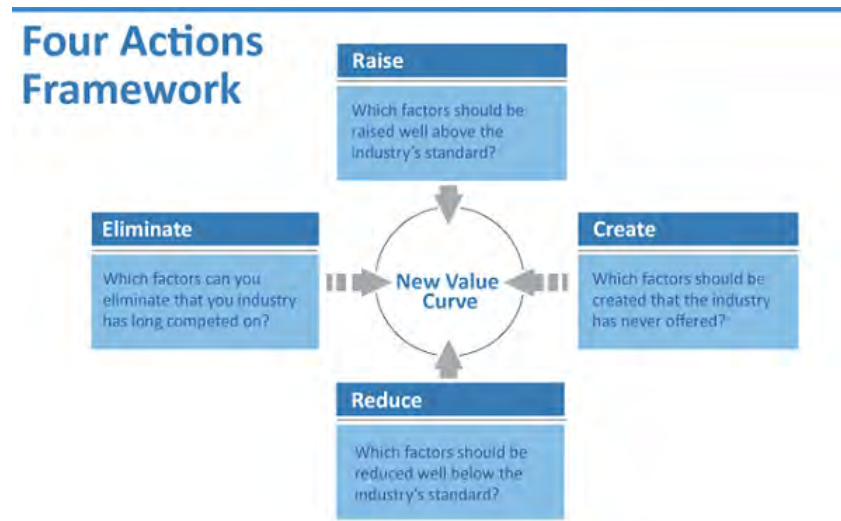 Four Actions
Framework
Raise
Which factors should be
raised well above the
industry's standard?
Eliminate
Which factors can you
eliminate that you industry
has long competed on?
New Value
Curve
Create
Which factors should be
created that the industry
has never offered?
Reduce
Which factors should be
reduced well below the
industry's standard?